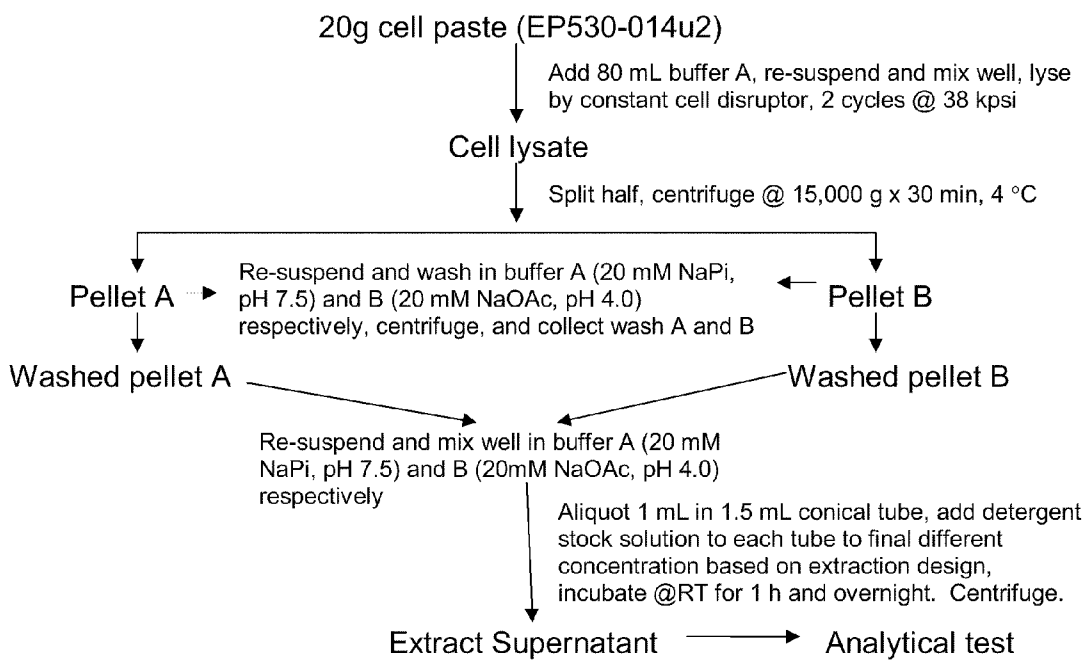 20g cell paste (EP530-014u2)
Add 80 mL buffer A, re-suspend and mix well, lyse
by constant cell disruptor, 2 cycles @ 38 kpsi
Cell lysate
Split half, centrifuge @ 15,000 g x 30 min, 4 °C
Pellet A
Re-suspend and wash in buffer A (20 mM NaPi,
pH 7.5) and B (20 mM NaOAc, pH 4.0)
respectively, centrifuge, and collect wash A and B
Pellet B
Washed pellet A
Washed pellet B
Re-suspend and mix well in buffer A (20 mM
NaPi, pH 7.5) and B (20mM NaOAc, pH 4.0)
respectively
Aliquot 1 mL in 1.5 mL conical tube, add detergent
stock solution to each tube to final different
concentration based on extraction design,
incubate @RT for 1 h and overnight. Centrifuge.
Extract Supernatant
Analytical test